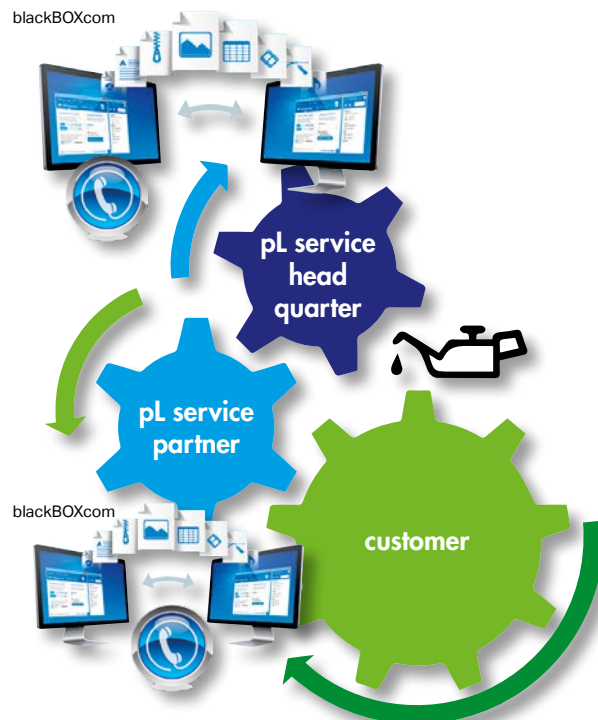 blackBOXcom
pL service
head
quarter
pL service
partner
blackBOXcom
customer